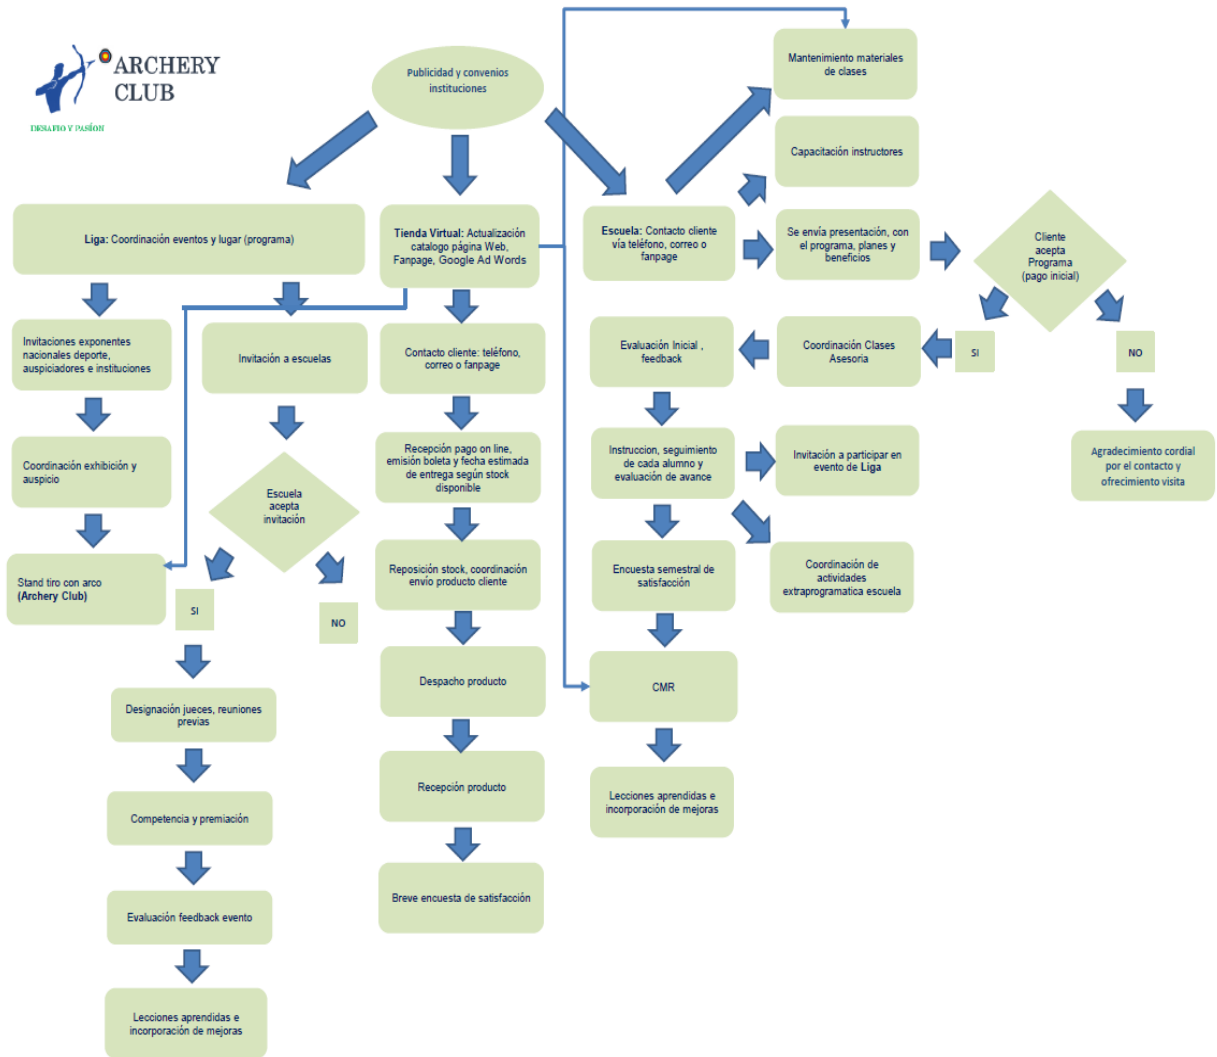 ARCHERY
CLUB
DESAFIO Y PASÍON
Publicidad y convenios
instituciones
Mantenimiento materiales
de clases
Capacitación instructores
Liga: Coordinación eventos y lugar (programa)
Tienda Virtual: Actualización
catalogo página Web,
Fanpage, Google Ad Words
Escuela: Contacto cliente
vía teléfono, correo o
fanpage
Se envía presentación, con
el programa, planes y
beneficios
Cliente
acepta
Programa
(pago inicial)
Invitaciones exponentes
nacionales deporte,
auspiciadores e instituciones
Invitación a escuelas
Contacto cliente: teléfono,
correo o fanpage
Evaluación Inicial ,
feedback
Coordinación Clases
Asesoria
SI
NO
Coordinación exhibición y
auspicio
Escuela
acepta
invitación
Recepción pago on line,
emisión boleta y fecha estimada
de entrega según stock
disponible
Instruccion, seguimiento
de cada alumno y
evaluación de avance
Invitación a participar en
evento de Liga
Agradecimiento cordial
por el contacto y
ofrecimiento visita
Stand tiro con arco
(Archery Club)
SI
NO
Reposición stock, coordinación
envío producto cliente
Encuesta semestral de
satisfacción
Coordinación de
actividades
extraprogramatica escuela
Designación jueces, reuniones
previas
Despacho producto
CMR
Competencia y premiación
Recepción producto
Lecciones aprendidas e
incorporación de mejoras
Evaluación feedback evento
Breve encuesta de satisfacción
Lecciones aprendidas e
incorporación de mejoras